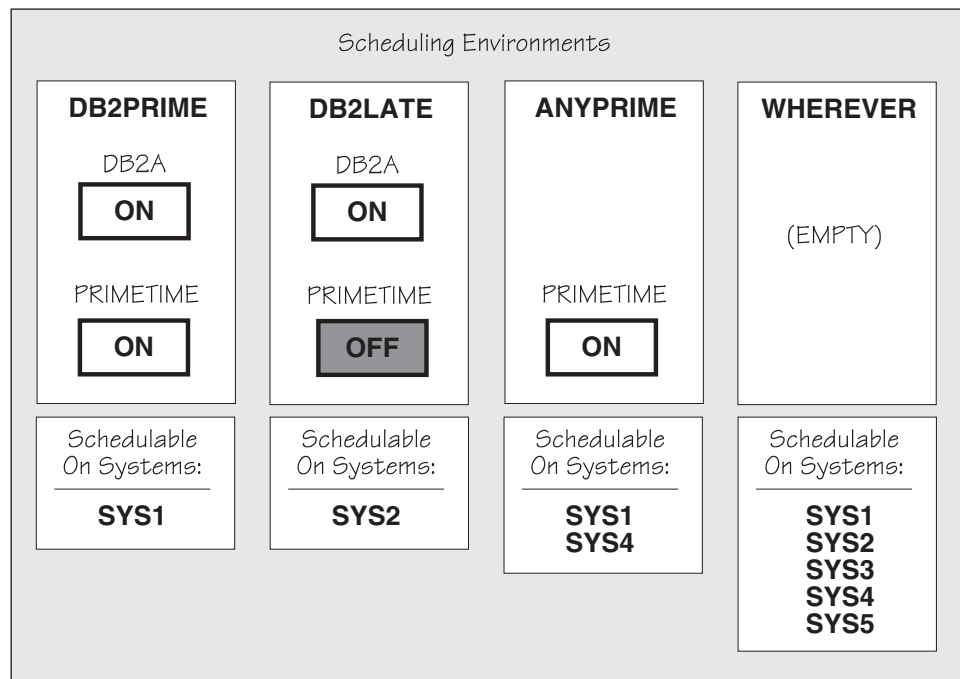 Scheduling Environments
DB2PRIME
DB2A
ON
PRIMETIME
ON
Schedulable
On Systems:
SYS1
DB2LATE
DB2A
ON
PRIMETIME
OFF
Schedulable
On Systems:
SYS2
ANYPRIME
PRIMETIME
ON
Schedulable
On Systems:
SYS1
SYS4
WHEREVER
(EMPTY)
Schedulable
On Systems:
SYS1
SYS2
SYS3
SYS4
SYS5